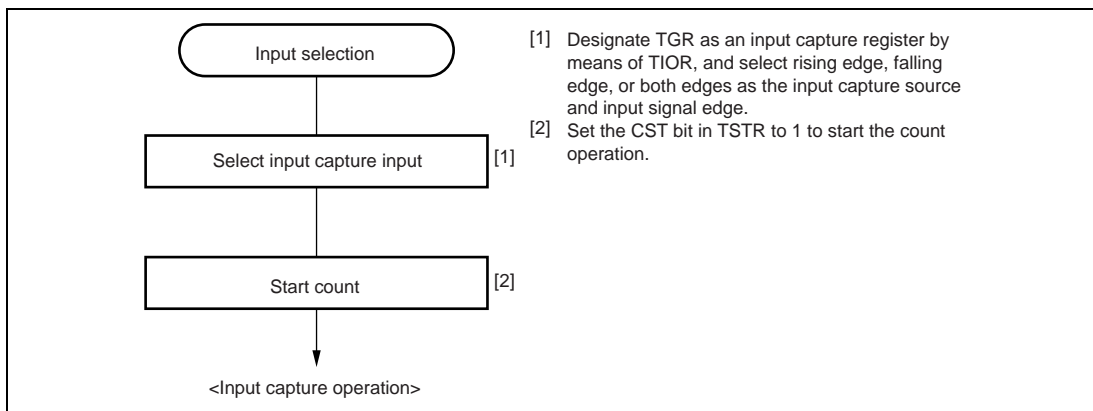 Input selection
Select input capture input
[1]
Start count
[2]
<Input capture operation>
[1] Designate TGR as an input capture register by
means of TIOR, and select rising edge, falling
edge, or both edges as the input capture source
and input signal edge.
[2] Set the CST bit in TSTR to 1 to start the count
operation.